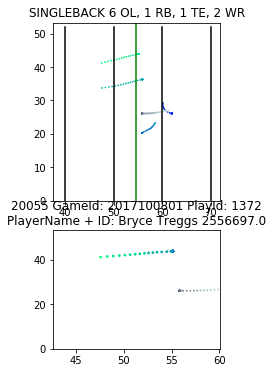 SINGLEBACK 6 OL, 1 RB, 1 TE, 2 WR
50
40
30
20
10
0
40 50 60 70
20055 GameId: 2017100801 PlayId: 1372
PlayerName + ID: Bryce Treggs 2556697.0
40
20
0
45 50 55 60